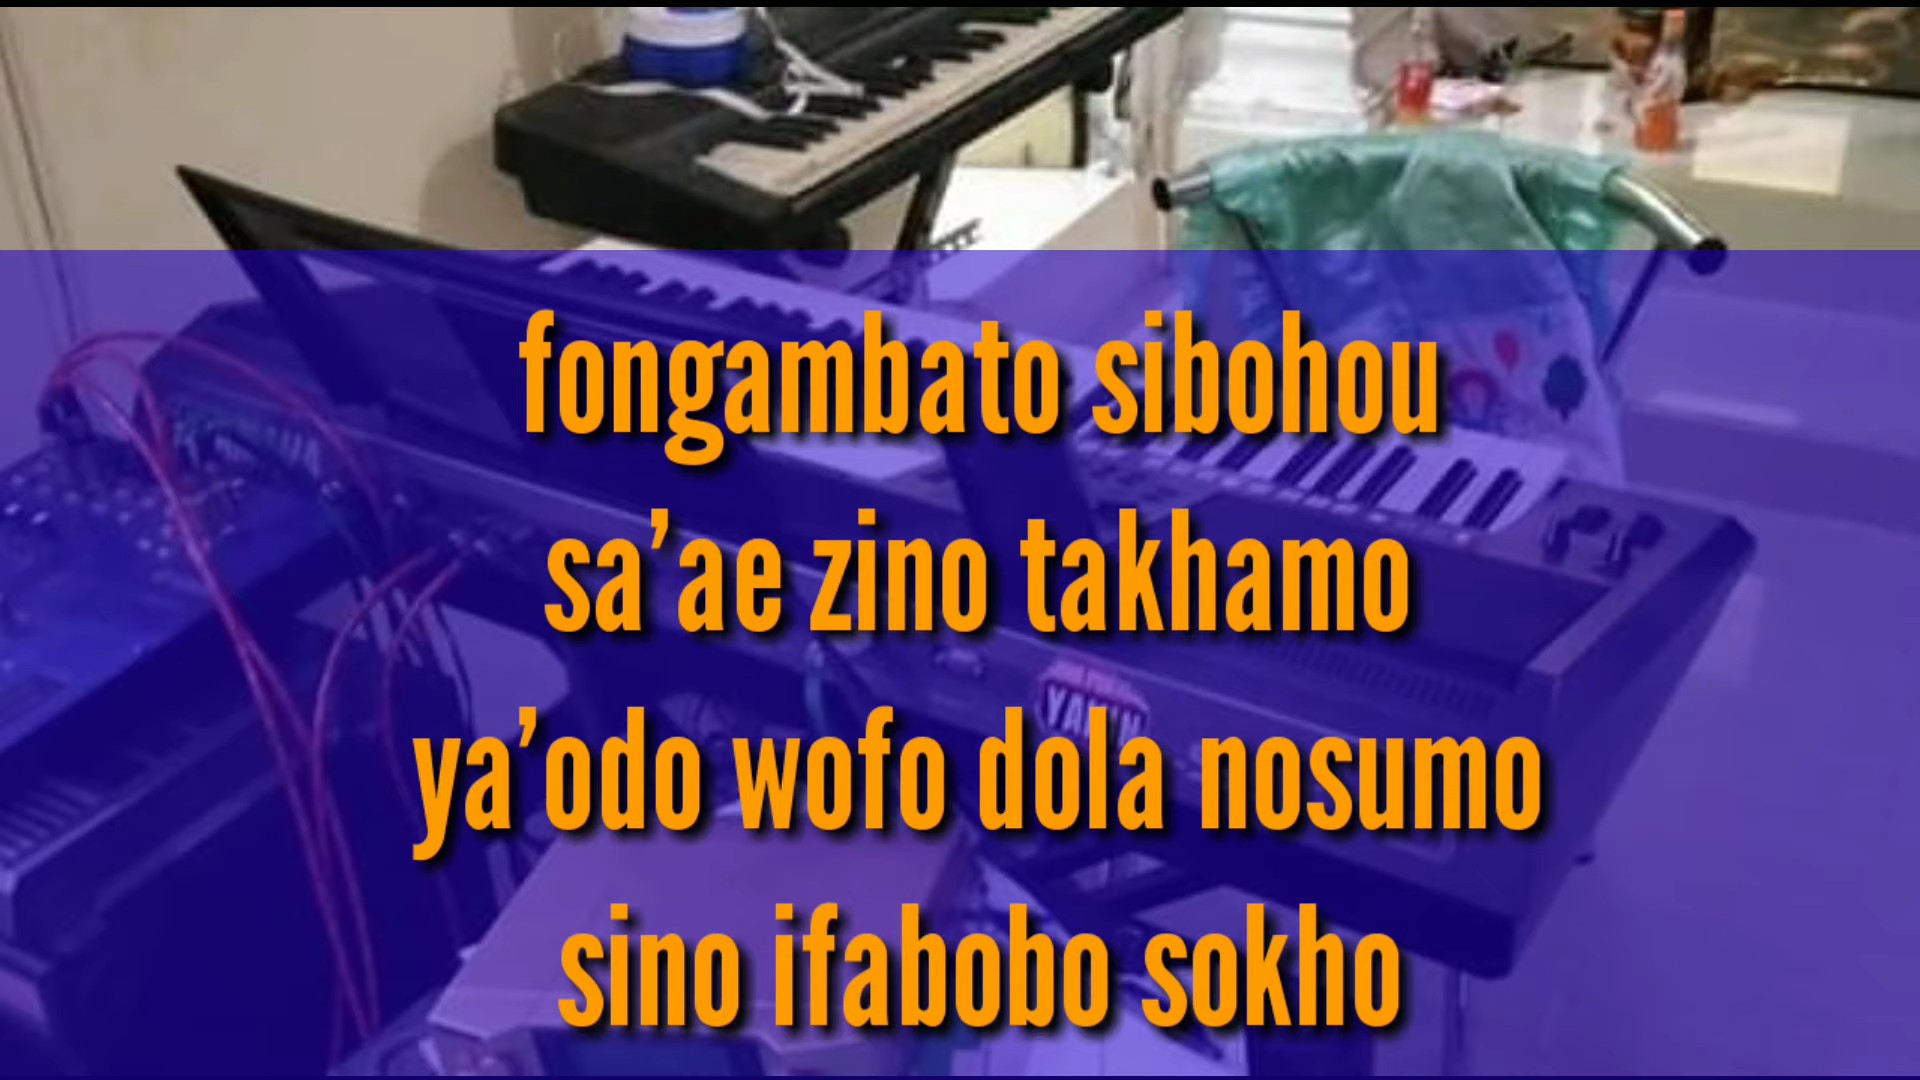 fongambato sibohou
sa’ae zino takhamo
ya’odo wofo dola nosumo
sino ifabobo sokho